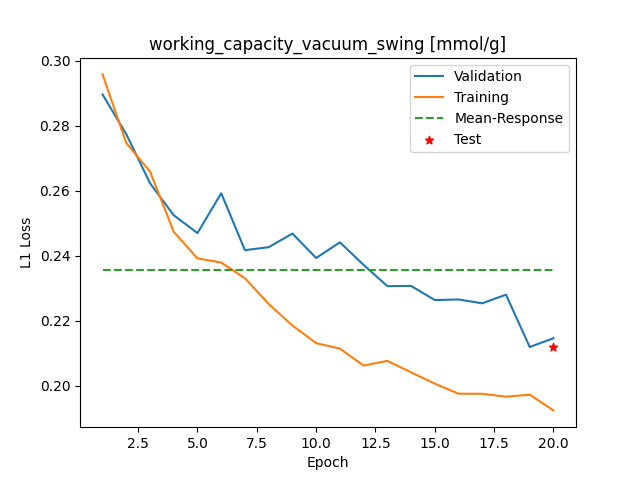 working_capacity_vacuum_swing [mmol/g]
0.30
0.28
0.26
0.24
0.22
0.20
L1 Loss
Validation
Training
Mean-Response
Test
2.5
5.0
7.5
10.0
12.5
15.0
17.5
20.0
Epoch